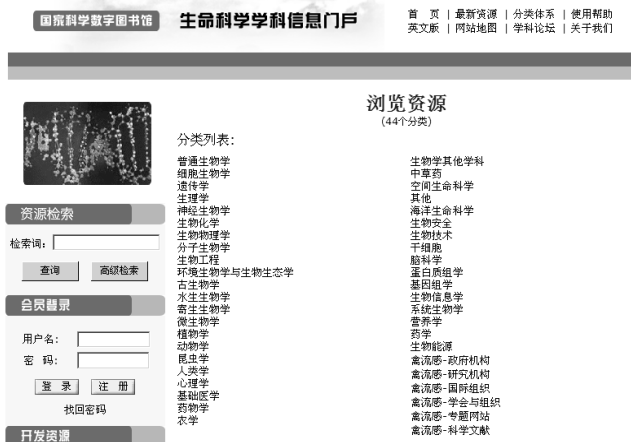 国家科学数字图书馆 生命科学学科信息门户
首 页 | 最新资源 | 分类体系 | 使用帮助
英文版 | 网站地图 | 学科论坛 | 关于我们
浏览资源
(44个分类)
分类列表:
普通生物学
细胞生物学
遗传学
生理学
神经生物学
生物化学
生物物理学
分子生物学
生物工程
环境生物学与生物生态学
古生物学
水生生物学
寄生生物学
微生物学
植物学
动物学
昆虫学
人类学
心理学
基础医学
药物学
农学
生物学其他学科
中草药
空间生命科学
其他
海洋生命科学
生物安全
生物技术
干细胞
脑科学
蛋白质组学
基因组学
生物信息学
系统生物学
营养学
药学
生物能源
禽流感-政府机构
禽流感-研究机构
禽流感-国际组织
禽流感-学会与组织
禽流感-专题网站
禽流感-科学文献
资源检索
检索词:
查询 高级检索
会员登录
用户名:
密 码:
登 录 注 册
找回密码
开发资源